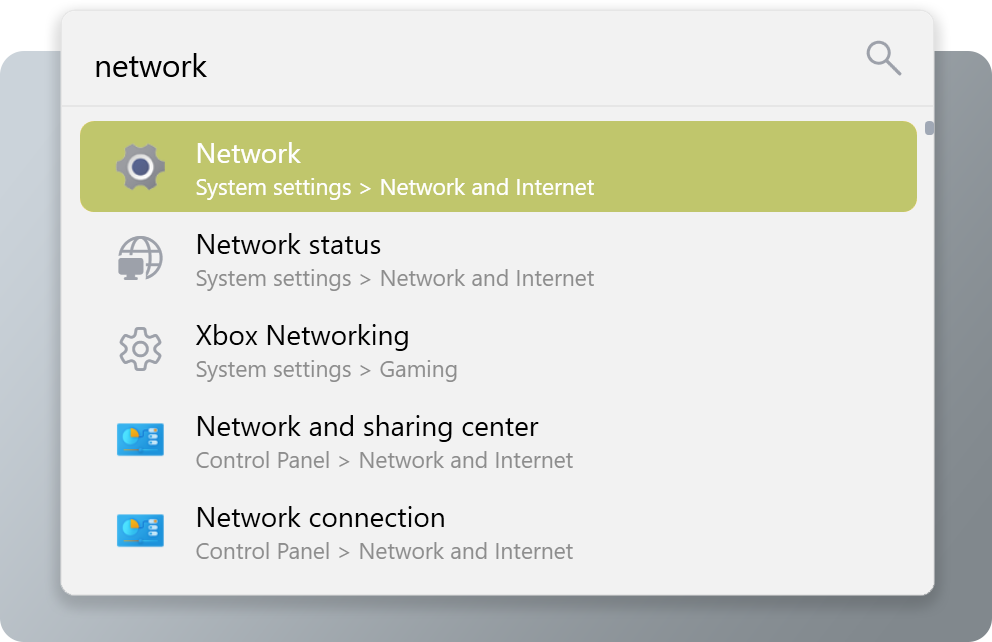 network
Network
System settings > Network and Internet
Network status
System settings > Network and Internet
Xbox Networking
System settings > Gaming
Network and sharing center
Control Panel > Network and Internet
Network connection
Control Panel > Network and Internet